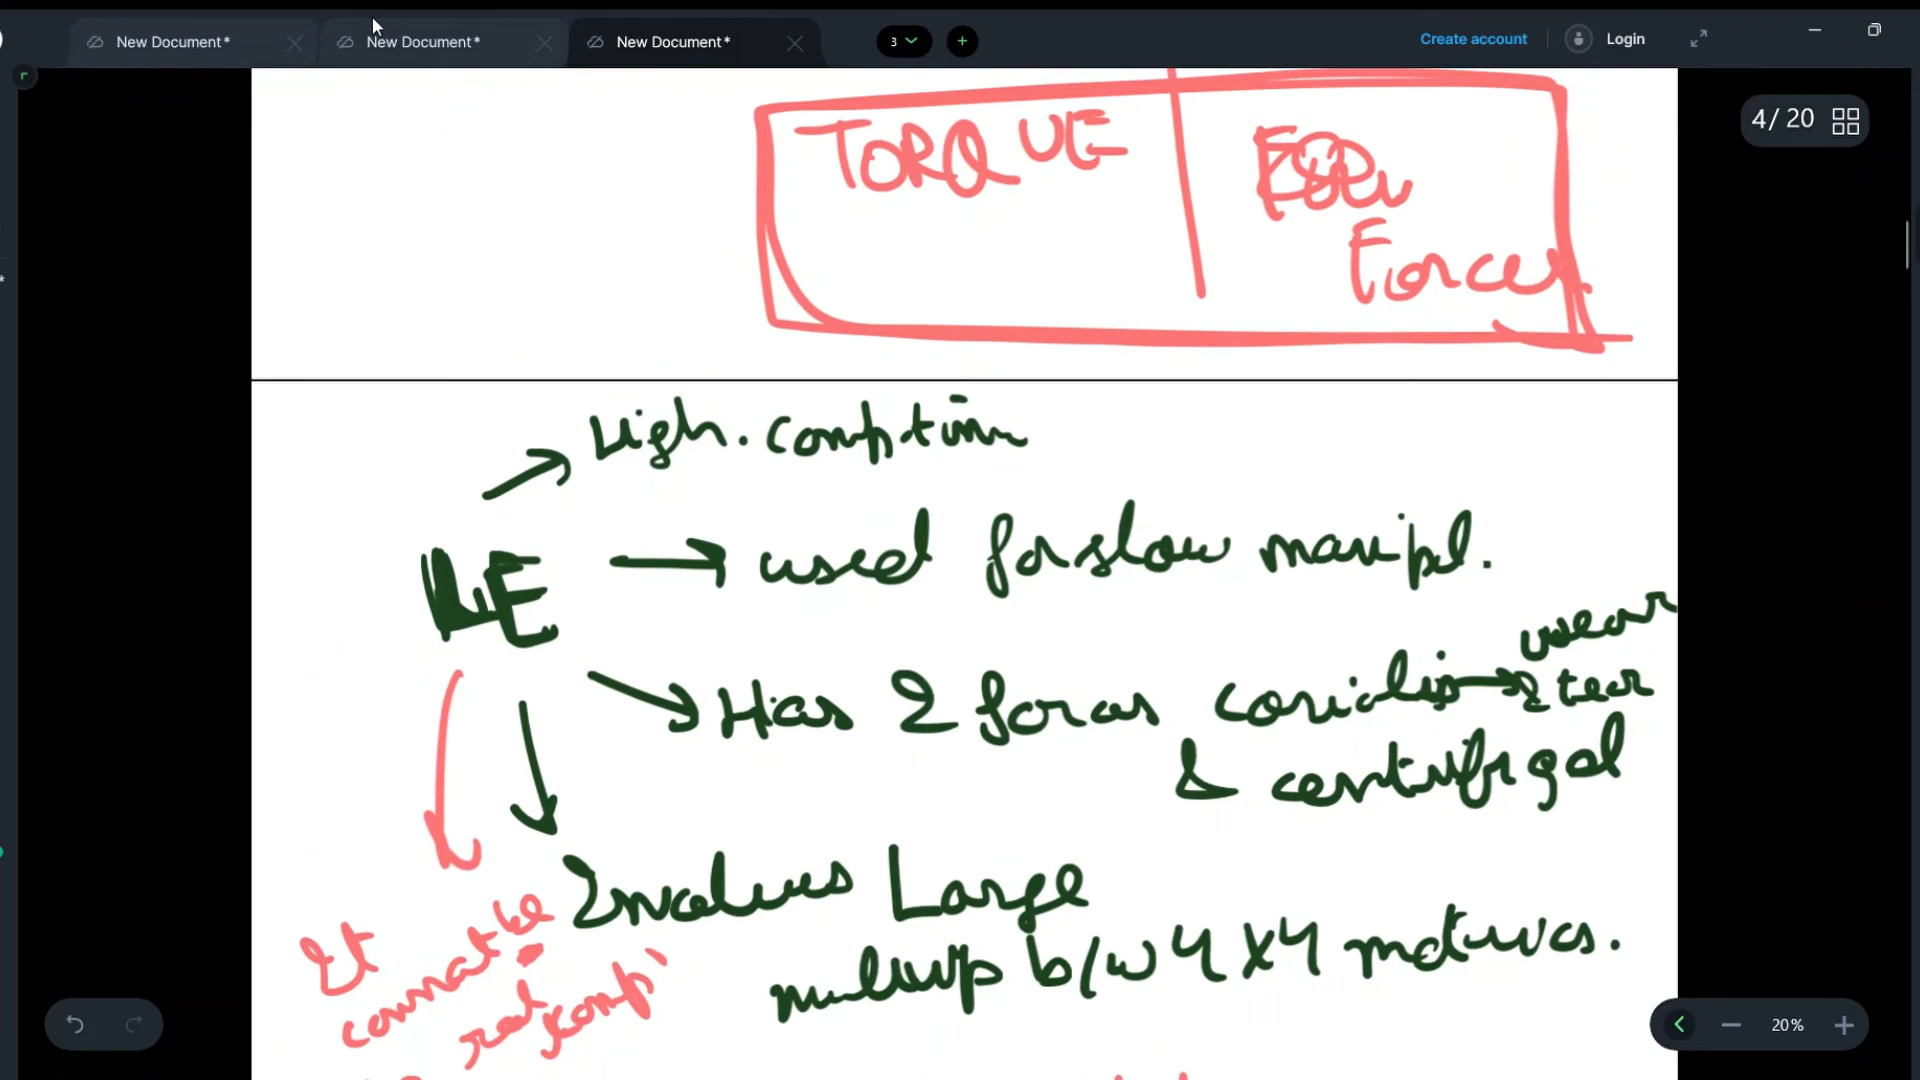 New Document*
New Document*
New Document*
3
Create account
Login
4/ 20
TORQUE
Forces
High. comp. time
LE
used for slow manipl.
Has 2 forces coriolis wear
& tear
& centrifugal
Involves Large
multip b/w 4x4 matrices.
It
cannot be
real comp
20%